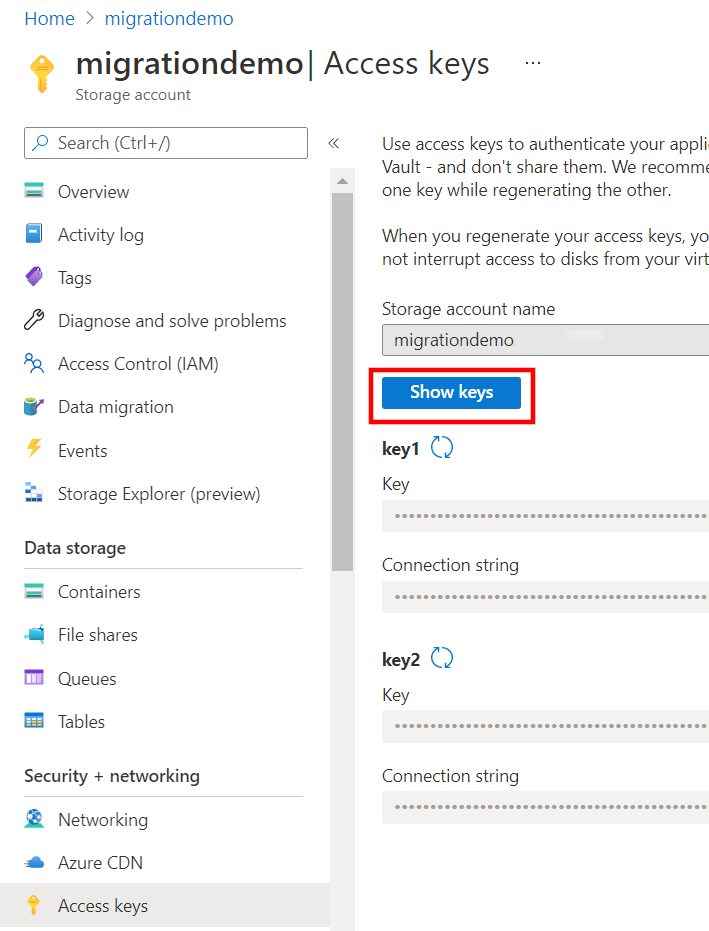 Home > migrationdemo
migrationdemo | Access keys ...
Storage account
Search (Ctrl+/)
«
Overview
Activity log
Tags
Diagnose and solve problems
Access Control (IAM)
Data migration
Events
Storage Explorer (preview)
Data storage
Containers
File shares
Queues
Tables
Security + networking
Networking
Azure CDN
Access keys
Use access keys to authenticate your appli
Vault - and don't share them. We recomme
one key while regenerating the other.
When you regenerate your access keys, yo
not interrupt access to disks from your virt
Storage account name
migrationdemo
Show keys
key1
Key
Connection string
key2
Key
Connection string